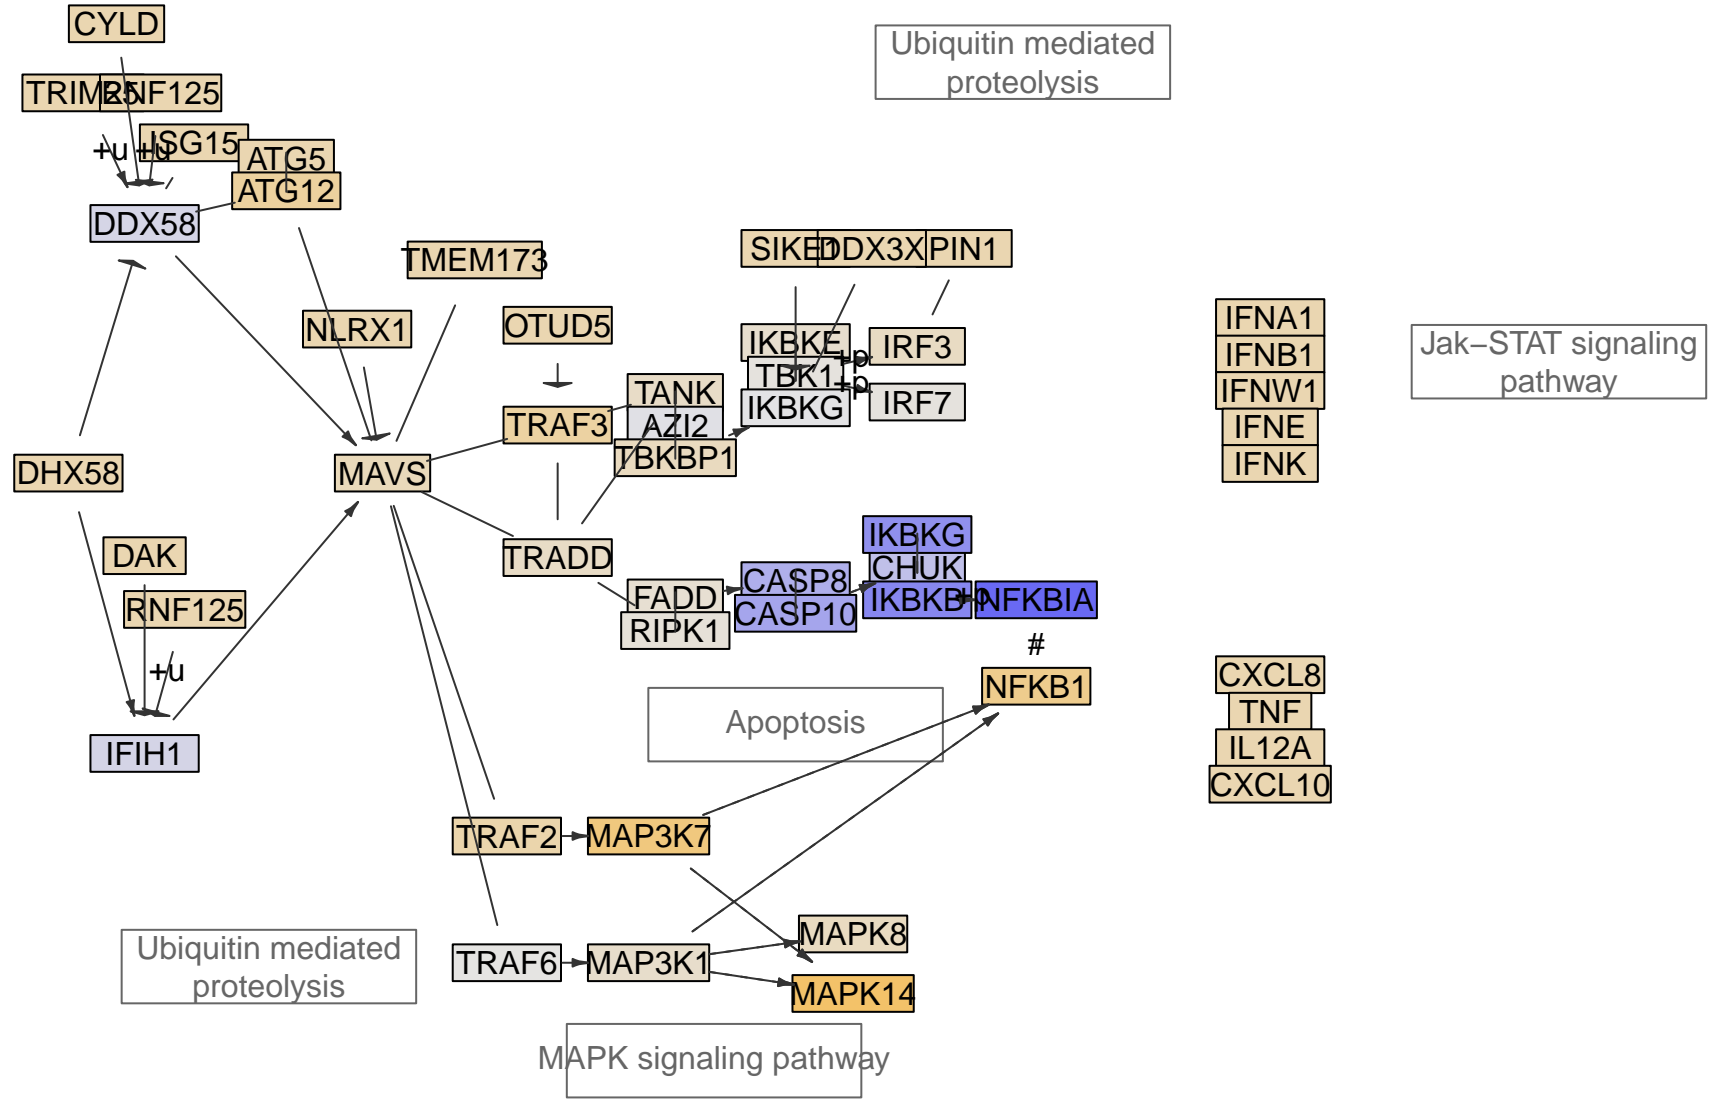 CYLD
Ubiquitin mediated
proteolysis
TRIM25
RNF125
+u
+u
ISG15
ATG5
ATG12
DDX58
TMEM173
SIKE1
DDX3X
PIN1
NLRX1
OTUD5
IKBKE
TBK1
IKBKG
+p
+p
IRF3
IRF7
IFNA1
IFNB1
IFNW1
IFNE
IFNK
Jak−STAT signaling
pathway
TRAF3
TANK
AZI2
TBKBP1
DHX58
MAVS
DAK
RNF125
+u
IFIH1
TRADD
FADD
RIPK1
CASP8
CASP10
IKBKG
CHUK
IKBKB
+p
NFKBIA
#
NFKB1
Apoptosis
CXCL8
TNF
IL12A
CXCL10
TRAF2
MAP3K7
TRAF6
MAP3K1
MAPK8
MAPK14
Ubiquitin mediated
proteolysis
MAPK signaling pathway